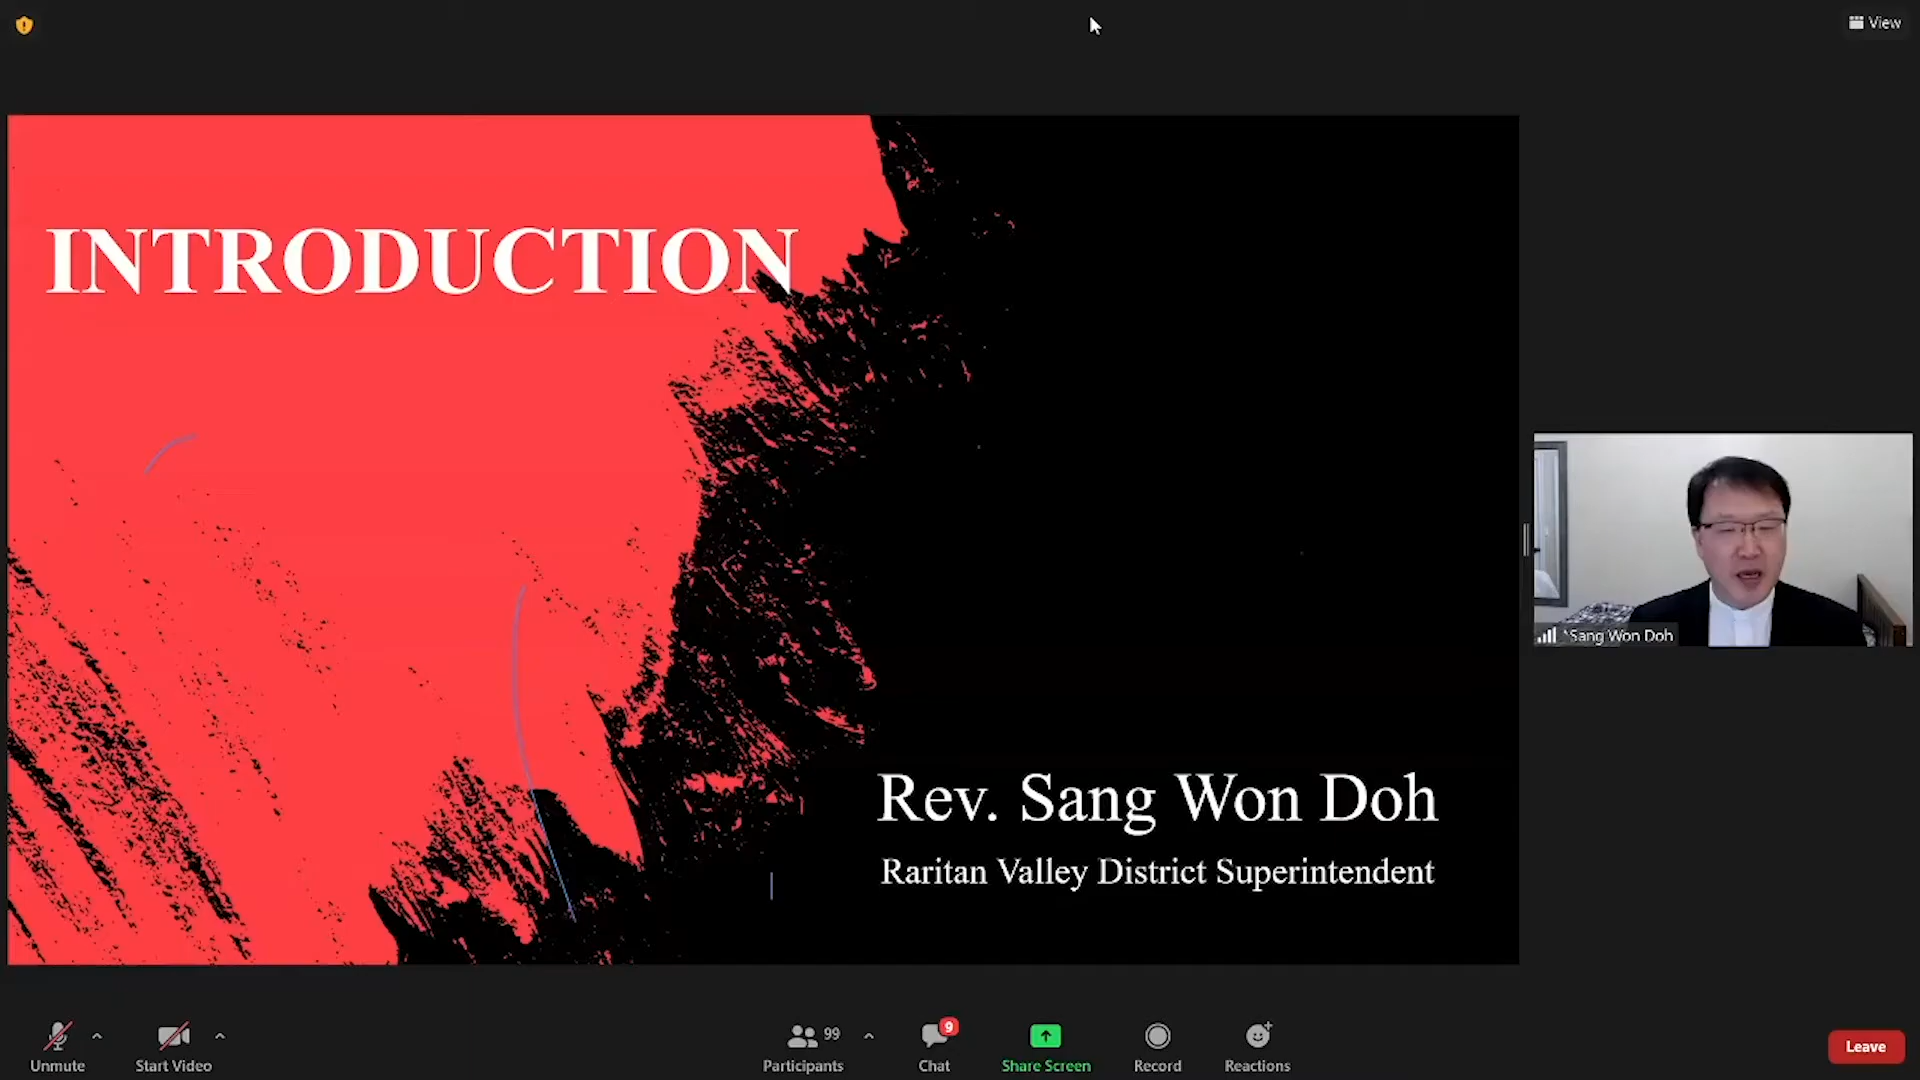 View
INTRODUCTION
Rev. Sang Won Doh
Raritan Valley District Superintendent
*Sang Won Doh
Unmute
Start Video
99
Participants
9
Chat
Share Screen
Record
Reactions
Leave